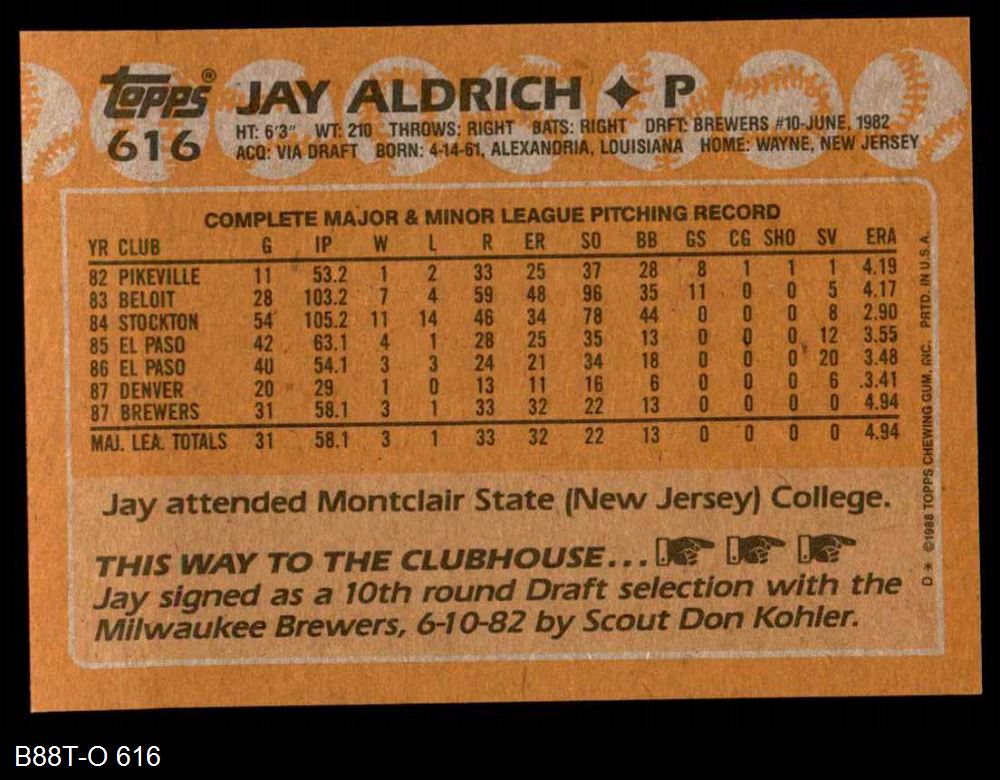 topps® JAY ALDRICH ✦ P
616 HT: 6'3" WT: 210 THROWS: RIGHT BATS: RIGHT DRFT: BREWERS #10-JUNE, 1982
ACQ: VIA DRAFT BORN: 4-14-61, ALEXANDRIA, LOUISIANA HOME: WAYNE, NEW JERSEY
COMPLETE MAJOR & MINOR LEAGUE PITCHING RECORD
YR CLUB G IP W L R ER SO BB GS CG SHO SV ERA
82 PIKEVILLE 11 53.2 1 2 33 25 37 28 8 1 1 1 4.19
83 BELOIT 28 103.2 7 4 59 48 96 35 11 0 0 5 4.17
84 STOCKTON 54 105.2 11 14 46 34 78 44 0 0 0 8 2.90
85 EL PASO 42 63.1 4 1 28 25 35 13 0 0 0 12 3.55
86 EL PASO 40 54.1 3 3 24 21 34 18 0 0 0 20 3.48
87 DENVER 20 29. 1 0 13 11 16 6 0 0 0 6 3.41
87 BREWERS 31 58.1 3 1 33 32 22 13 0 0 0 0 4.94
MAJ. LEA. TOTALS 31 58.1 3 1 33 32 22 13 0 0 0 0 4.94
Jay attended Montclair State (New Jersey) College.
THIS WAY TO THE CLUBHOUSE...
Jay signed as a 10th round Draft selection with the
Milwaukee Brewers, 6-10-82 by Scout Don Kohler.
D* ©1988 TOPPS CHEWING GUM, INC. PRTD. IN U.S.A.
B88T-O 616